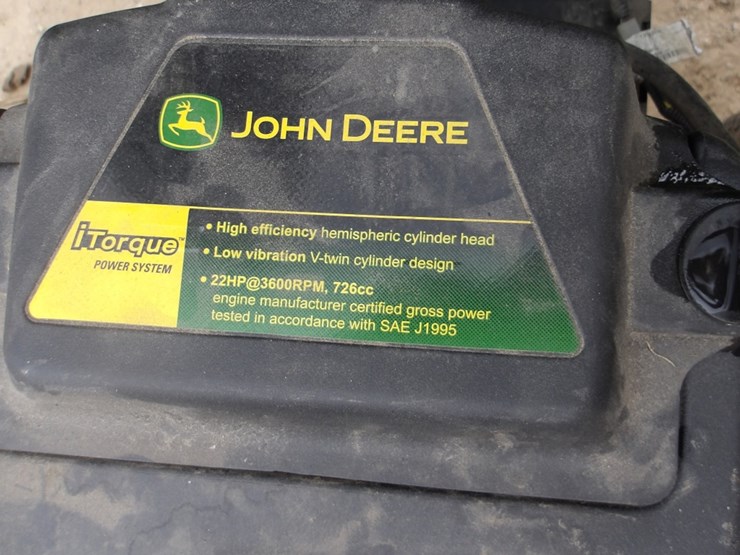 JOHN DEERE
iTorque™
POWER SYSTEM
• High efficiency hemispheric cylinder head
• Low vibration V-twin cylinder design
• 22HP@3600RPM, 726cc
engine manufacturer certified gross power
tested in accordance with SAE J1995